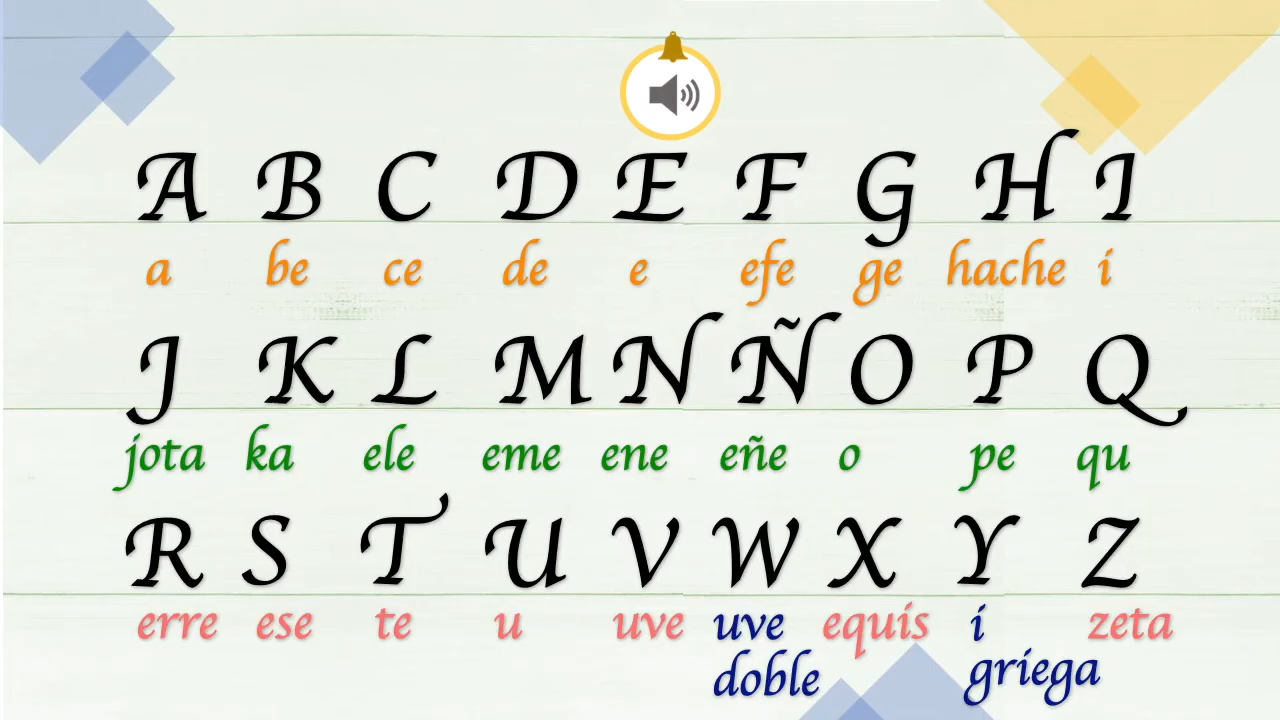 A B C D E F G H I
a be ce de e efe ge hache i
J K L M N Ñ O P Q
jota ka ele eme ene eñe o pe qu
R S T U V W X Y Z
erre ese te u uve uve equis i zeta
doble griega